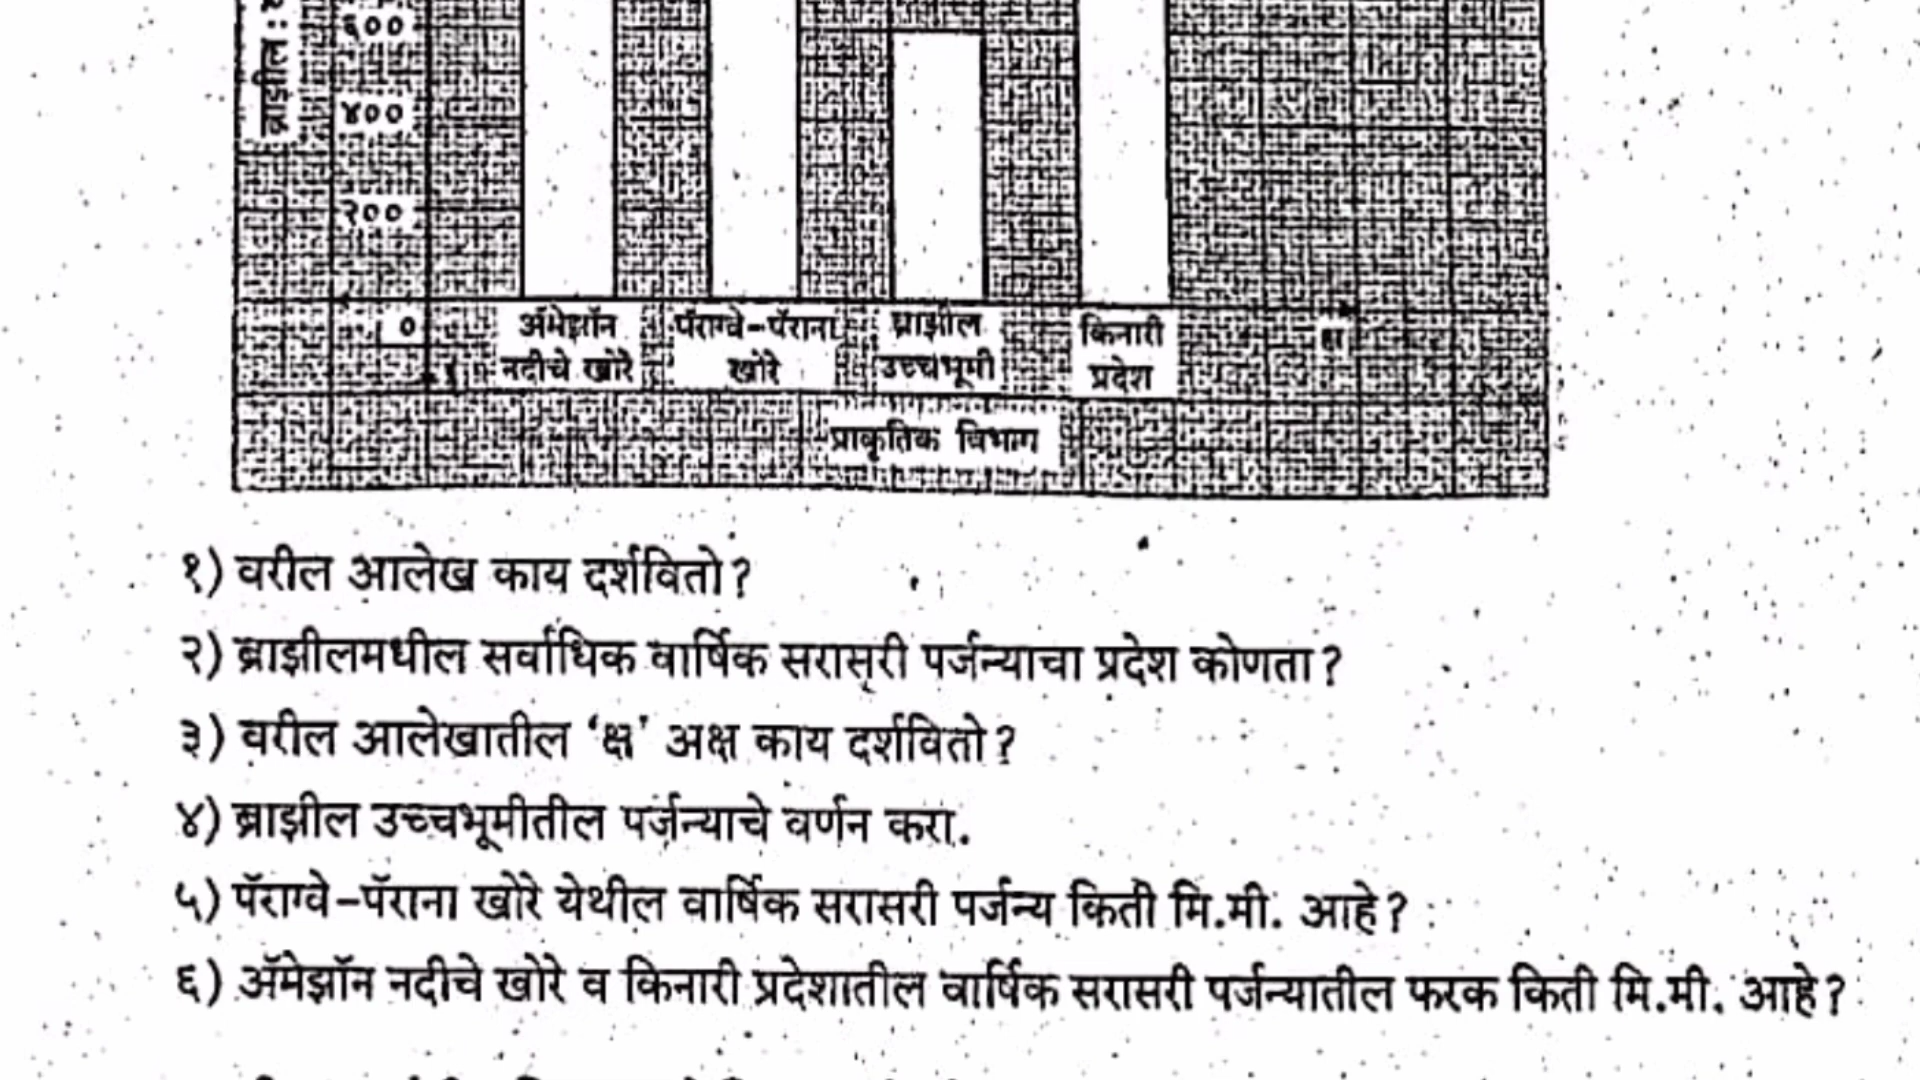 ब्राझील :
६००
४००
२००
०
ॲमेझॉन नदीचे खोरे
पॅराग्वे-पॅराना खोरे
ब्राझील उच्चभूमी
किनारी प्रदेश
क्ष
प्राकृतिक विभाग
१) वरील आलेख काय दर्शवितो?
२) ब्राझीलमधील सर्वाधिक वार्षिक सरासरी पर्जन्याचा प्रदेश कोणता?
३) वरील आलेखातील 'क्ष' अक्ष काय दर्शवितो?
४) ब्राझील उच्चभूमीतील पर्जन्याचे वर्णन करा.
५) पॅराग्वे-पॅराना खोरे येथील वार्षिक सरासरी पर्जन्य किती मि.मी. आहे?
६) ॲमेझॉन नदीचे खोरे व किनारी प्रदेशातील वार्षिक सरासरी पर्जन्यातील फरक किती मि.मी. आहे?